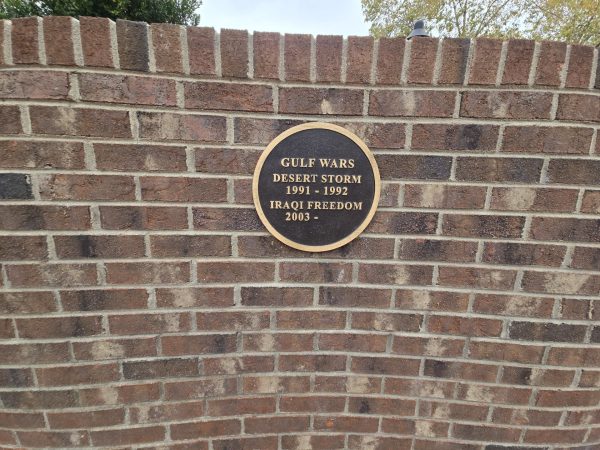 GULF WARS
DESERT STORM
1991 - 1992
IRAQI FREEDOM
2003 -